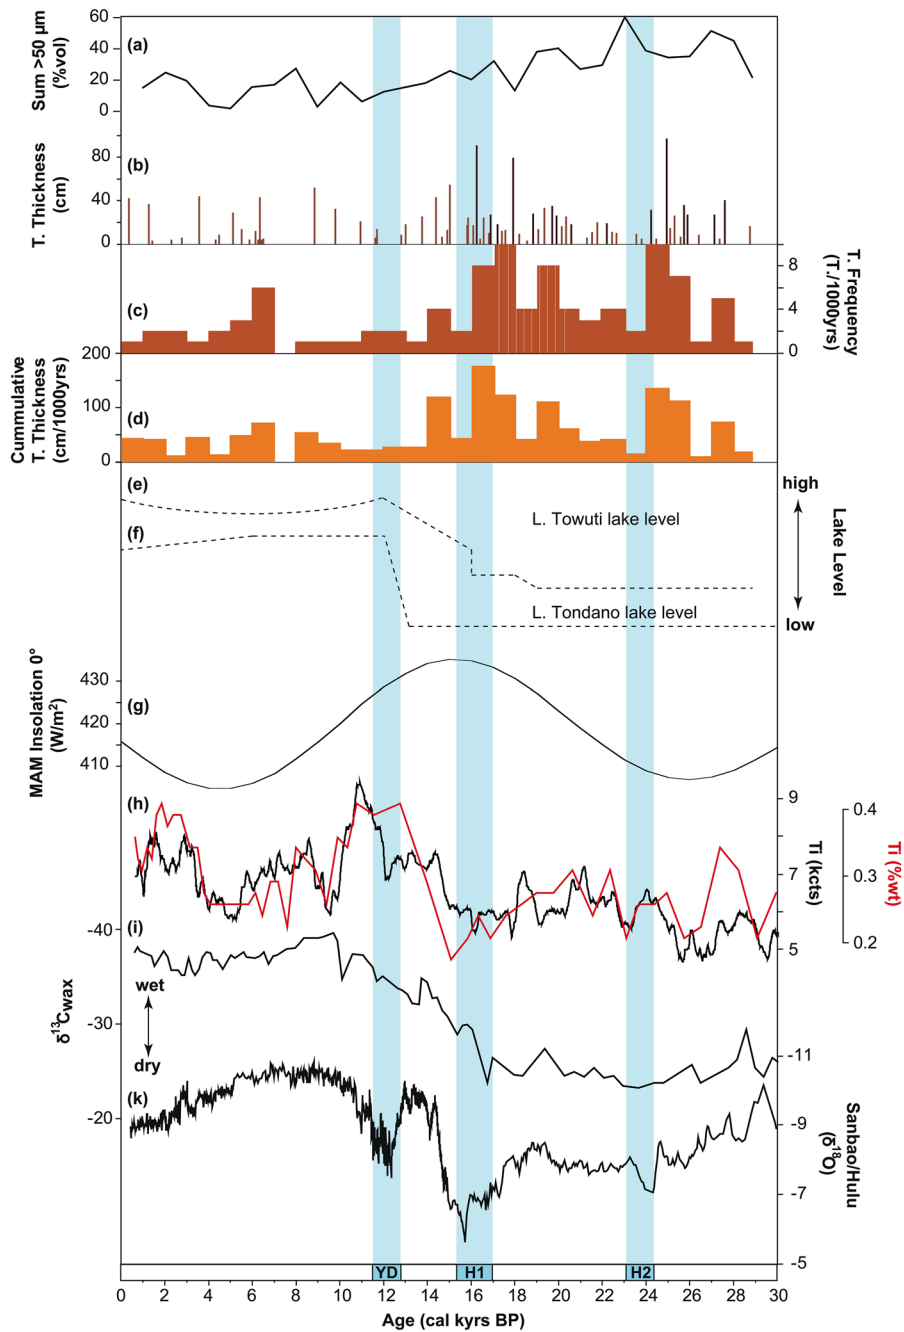 Sum >50 µm
(%vol)
60
40
20
0
(a)
T. Thickness
(cm)
80
40
0
(b)
(c)
8
4
0
T. Frequency
(T./1000yrs)
Cummulative
T. Thickness
(cm/1000yrs)
200
100
0
(d)
(e)
(f)
L. Towuti lake level
L. Tondano lake level
high
low
Lake Level
MAM Insolation 0°
(W/m²)
430
420
410
(g)
(h)
9
7
5
Ti (kcts)
0.4
0.3
0.2
Ti (%wt)
(i)
δ¹³Cwax
-40
-30
-20
wet
dry
(k)
-11
-9
-7
-5
Sanbao/Hulu
(δ¹⁸O)
YD
H1
H2
0 2 4 6 8 10 12 14 16 18 20 22 24 26 28 30
Age (cal kyrs BP)